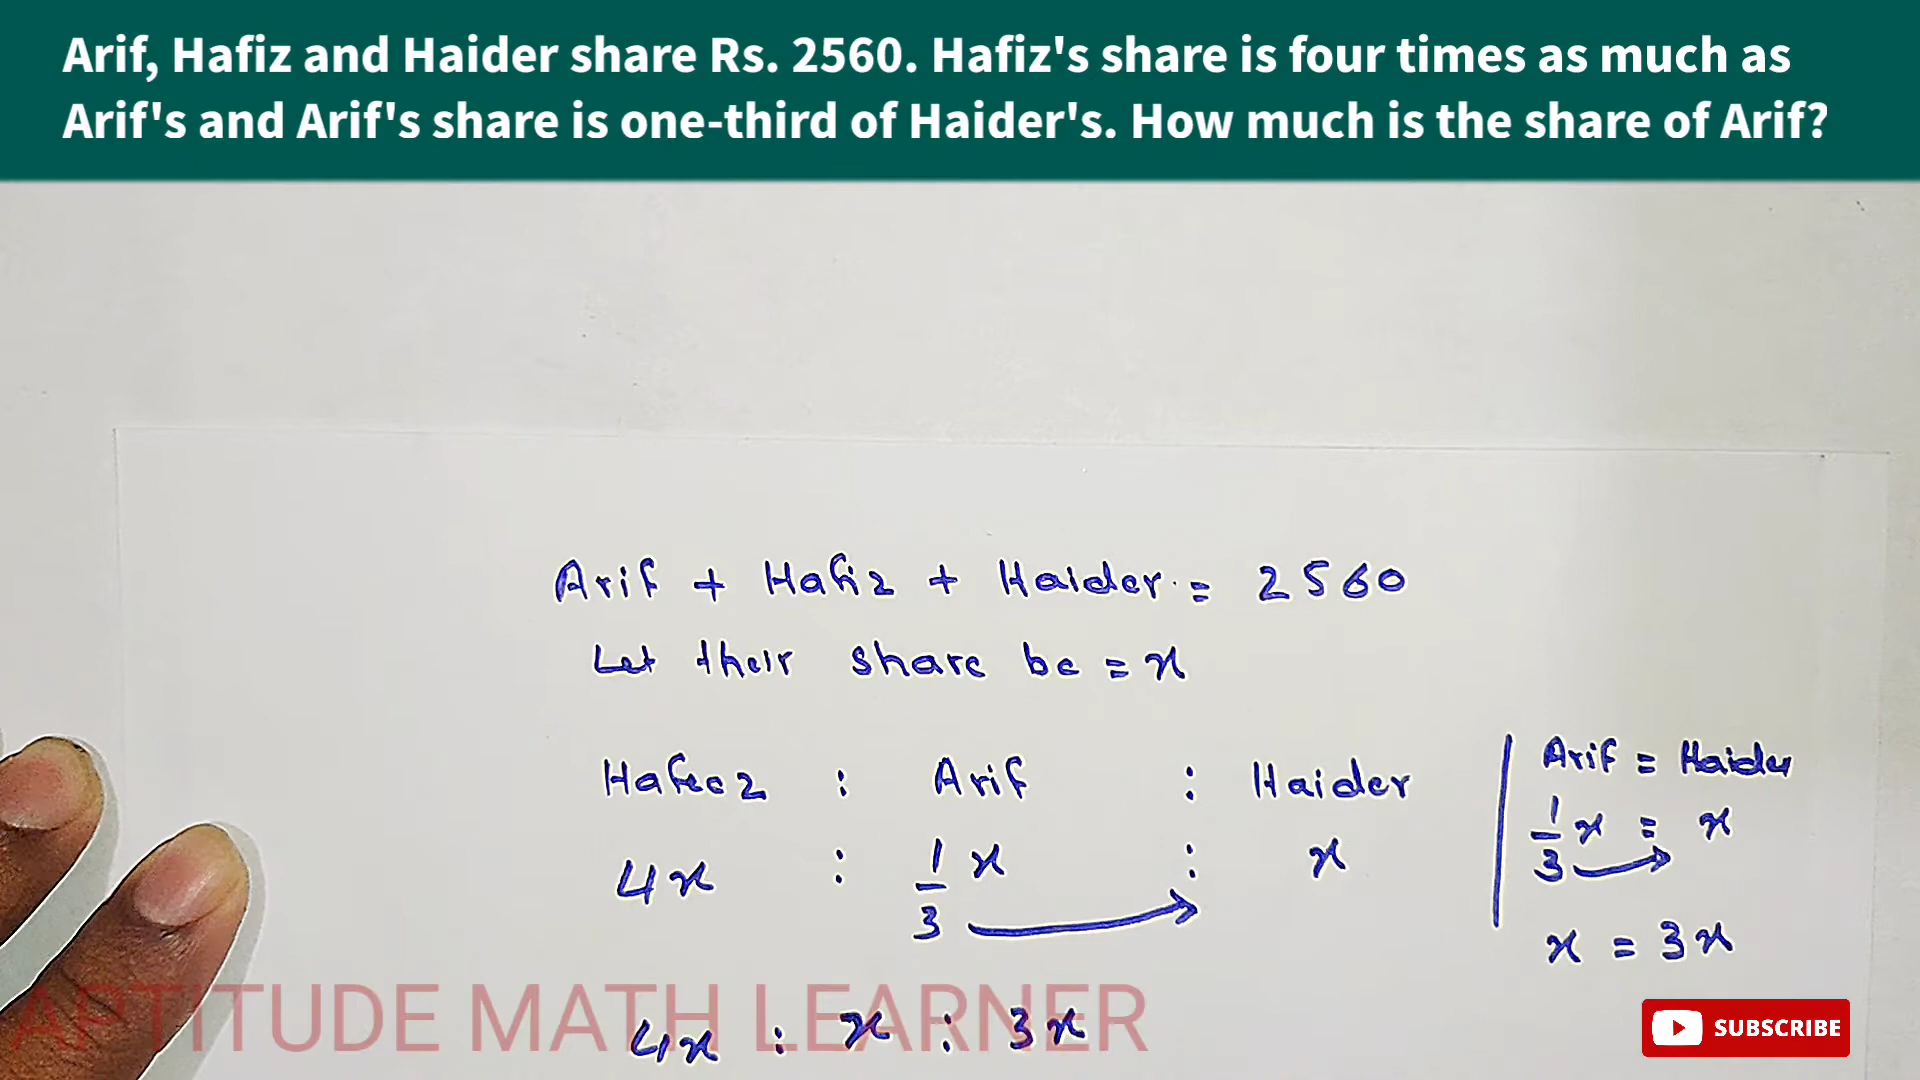 Arif, Hafiz and Haider share Rs. 2560. Hafiz's share is four times as much as
Arif's and Arif's share is one-third of Haider's. How much is the share of Arif?
Arif + Hafiz + Haider = 2560
Let their share be = x
Hafeez : Arif : Haider
4x : 1/3 x : x
Arif = Haider
1/3 x = x
x = 3x
4x : x : 3x
APTITUDE MATH LEARNER
SUBSCRIBE